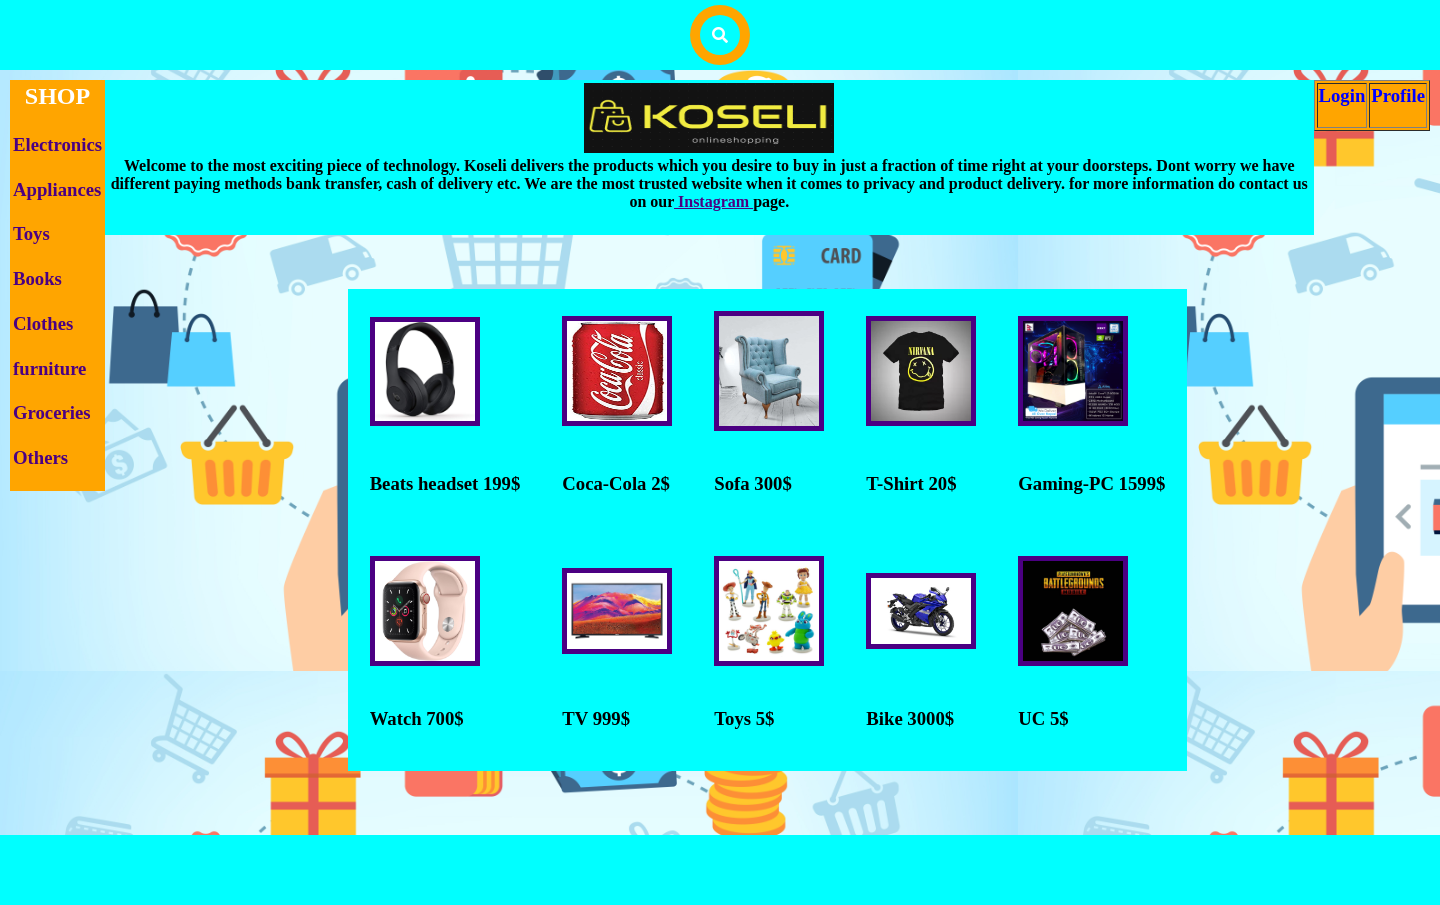 SHOP
Electronics
Appliances
Toys
Books
Clothes
furniture
Groceries
Others
KOSELI
onlineshopping
Welcome to the most exciting piece of technology. Koseli delivers the products which you desire to buy in just a fraction of time right at your doorsteps. Dont worry we have
different paying methods bank transfer, cash of delivery etc. We are the most trusted website when it comes to privacy and product delivery. for more information do contact us
on our Instagram page.
Login Profile
CARD
Coca-Cola
classic
NIRVANA
Beats headset 199$ Coca-Cola 2$ Sofa 300$ T-Shirt 20$ Gaming-PC 1599$
BATTLEGROUNDS
Watch 700$ TV 999$ Toys 5$ Bike 3000$ UC 5$